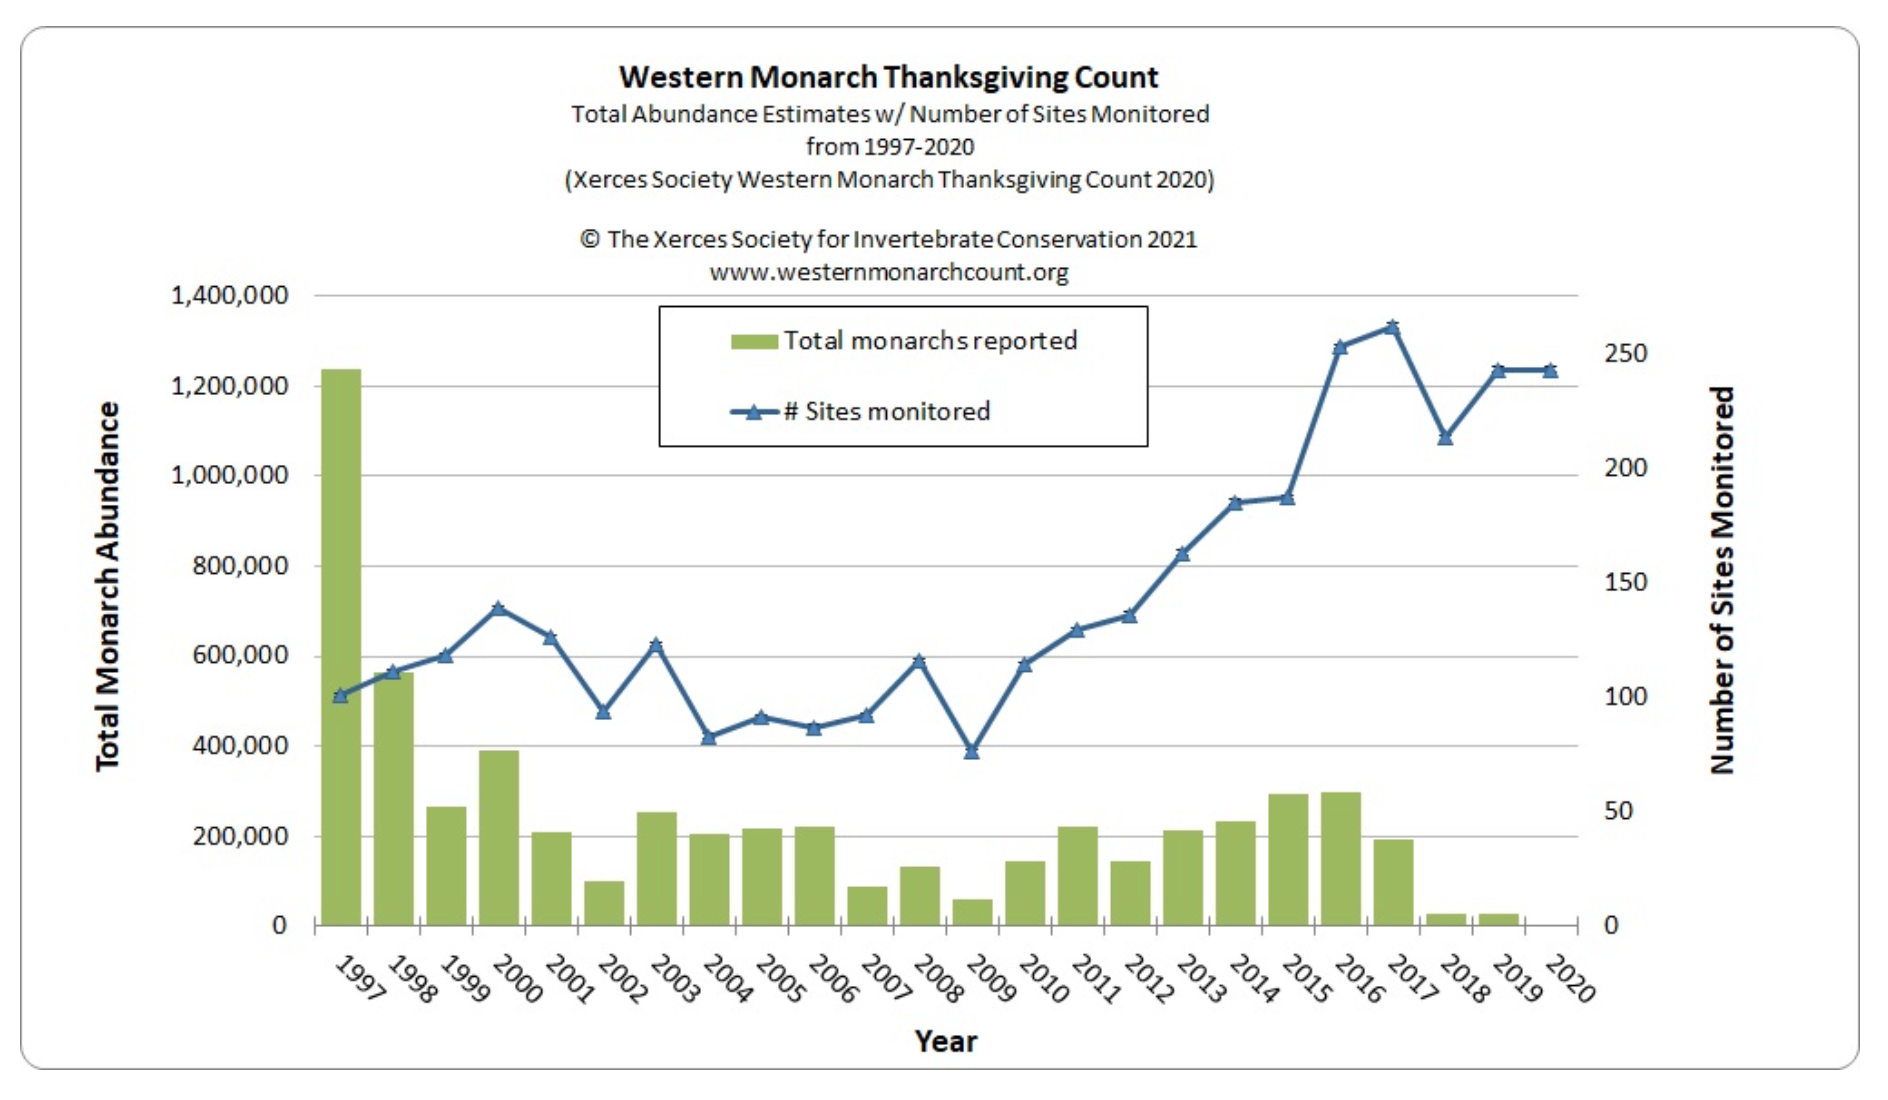 Western Monarch Thanksgiving Count
Total Abundance Estimates w/ Number of Sites Monitored
from 1997-2020
(Xerces Society Western Monarch Thanksgiving Count 2020)
© The Xerces Society for Invertebrate Conservation 2021
www.westernmonarchcount.org
Total monarchs reported
# Sites monitored
Total Monarch Abundance
1,400,000
1,200,000
1,000,000
800,000
600,000
400,000
200,000
0
250
200
150
100
50
0
Number of Sites Monitored
1997 1998 1999 2000 2001 2002 2003 2004 2005 2006 2007 2008 2009 2010 2011 2012 2013 2014 2015 2016 2017 2018 2019 2020
Year